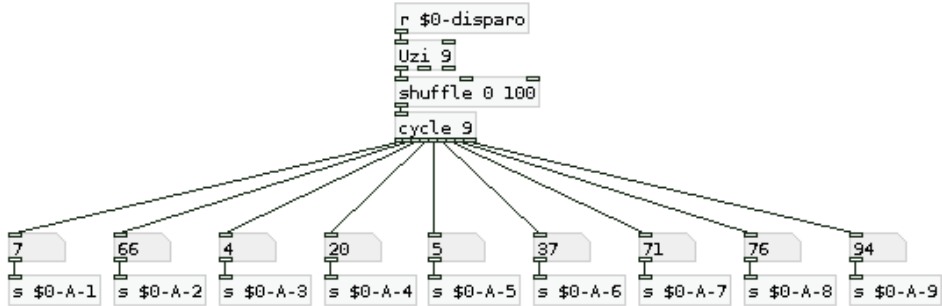 r $0-disparo
Uzi 9
shuffle 0 100
cycle 9
7 66 4 20 5 37 71 76 94
s $0-A-1 s $0-A-2 s $0-A-3 s $0-A-4 s $0-A-5 s $0-A-6 s $0-A-7 s $0-A-8 s $0-A-9